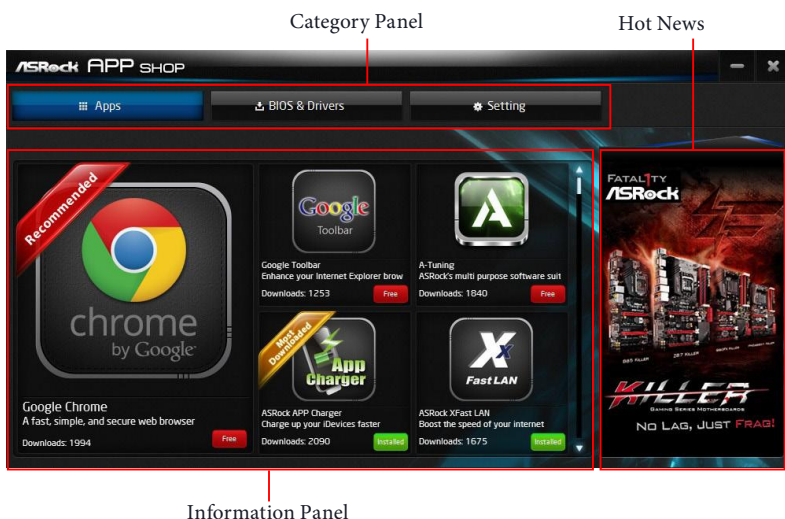 Category Panel
Hot News
ASRock APP SHOP
Apps
BIOS & Drivers
Setting
Recommended
chrome
by Google
Google Chrome
A fast, simple, and secure web browser
Downloads: 1994
Free
Google
Toolbar
Google Toolbar
Enhance your Internet Explorer brow
Downloads: 1253
Free
A-Tuning
ASRock's multi purpose software suit
Downloads: 1840
Free
Most
Downloaded
App
Charger
ASRock APP Charger
Charge up your iDevices faster
Downloads: 2090
Installed
Fast LAN
ASRock XFast LAN
Boost the speed of your internet
Downloads: 1675
Installed
FATAL1TY
ASRock
KILLER
GAMING SERIES MOTHERBOARDS
NO LAG, JUST FRAG!
Information Panel